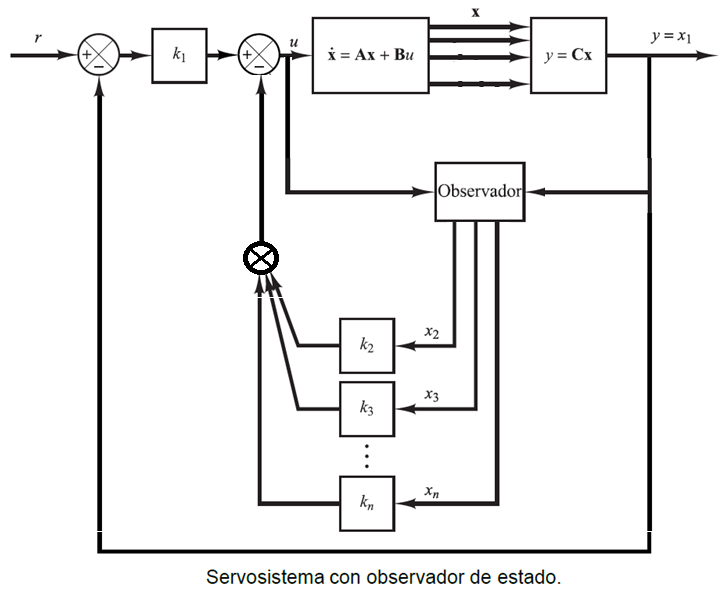 x
r
+
−
k₁
+
−
u
ẋ = Ax + Bu
y = Cx
y = x₁
Observador
k₂
x₂
k₃
x₃
⋮
kₙ
xₙ
Servosistema con observador de estado.